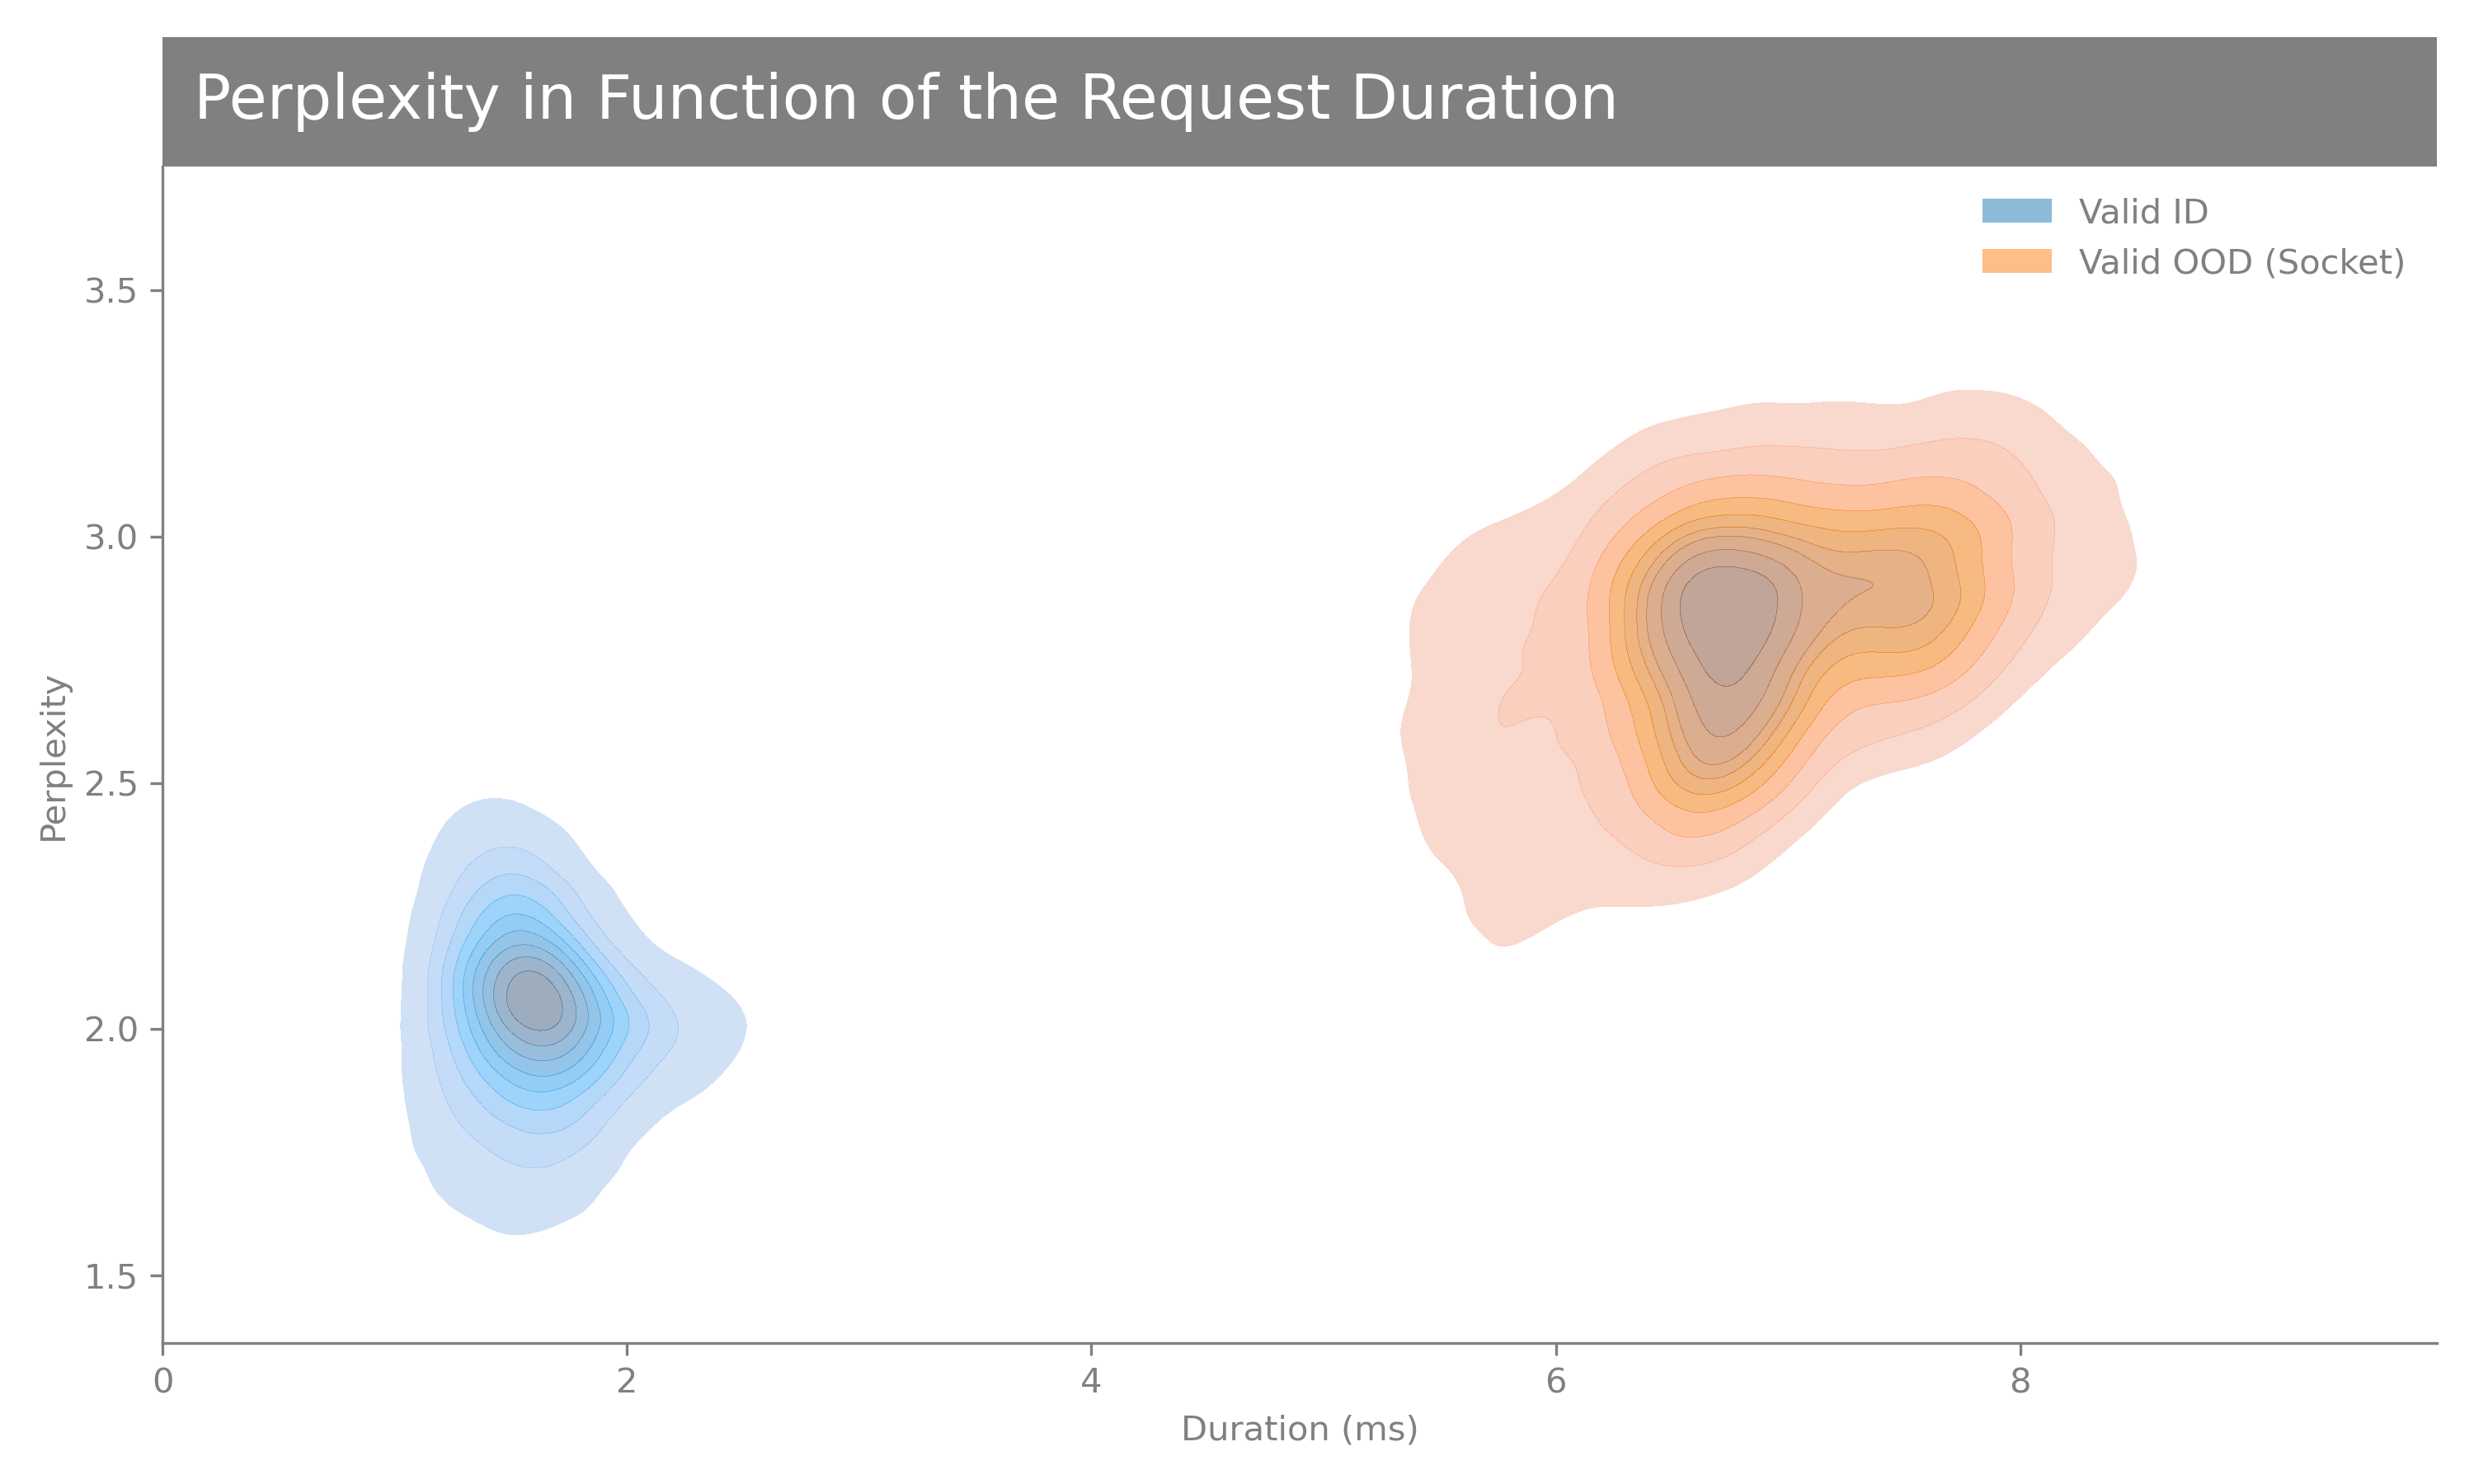 Perplexity in Function of the Request Duration
Valid ID
Valid OOD (Socket)
3.5
3.0
2.5
2.0
1.5
Perplexity
0 2 4 6 8
Duration (ms)